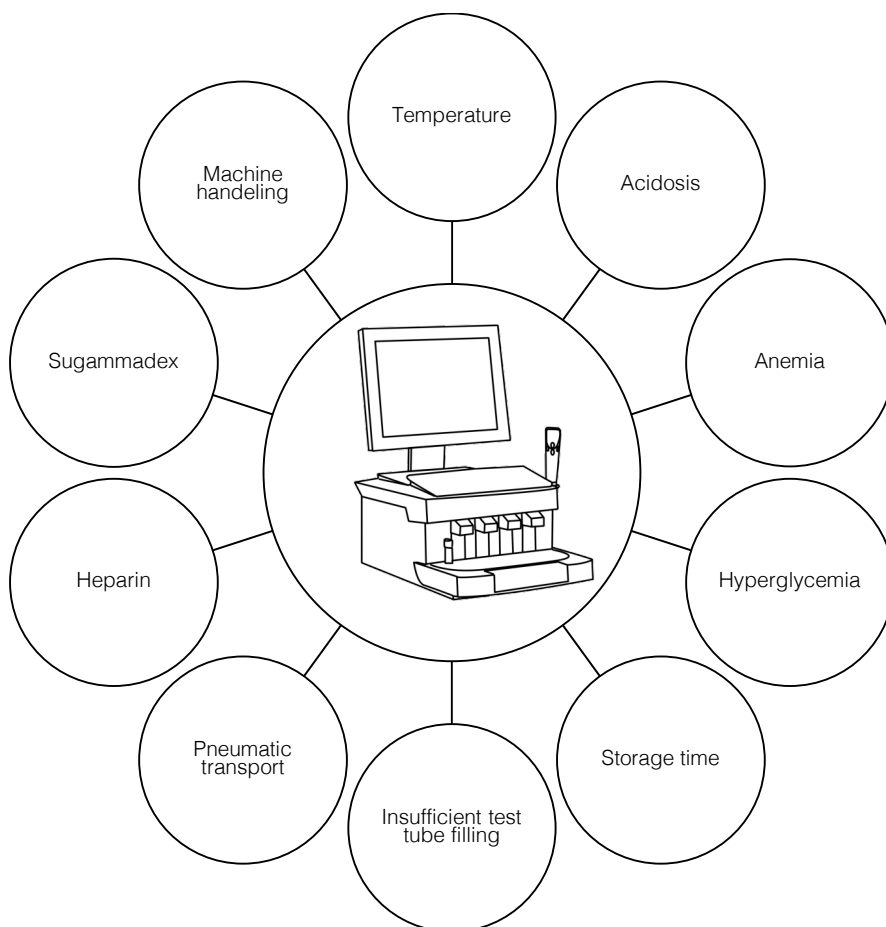 Temperature
Machine
handeling
Acidosis
Sugammadex
Anemia
Heparin
Hyperglycemia
Pneumatic
transport
Storage time
Insufficient test
tube filling